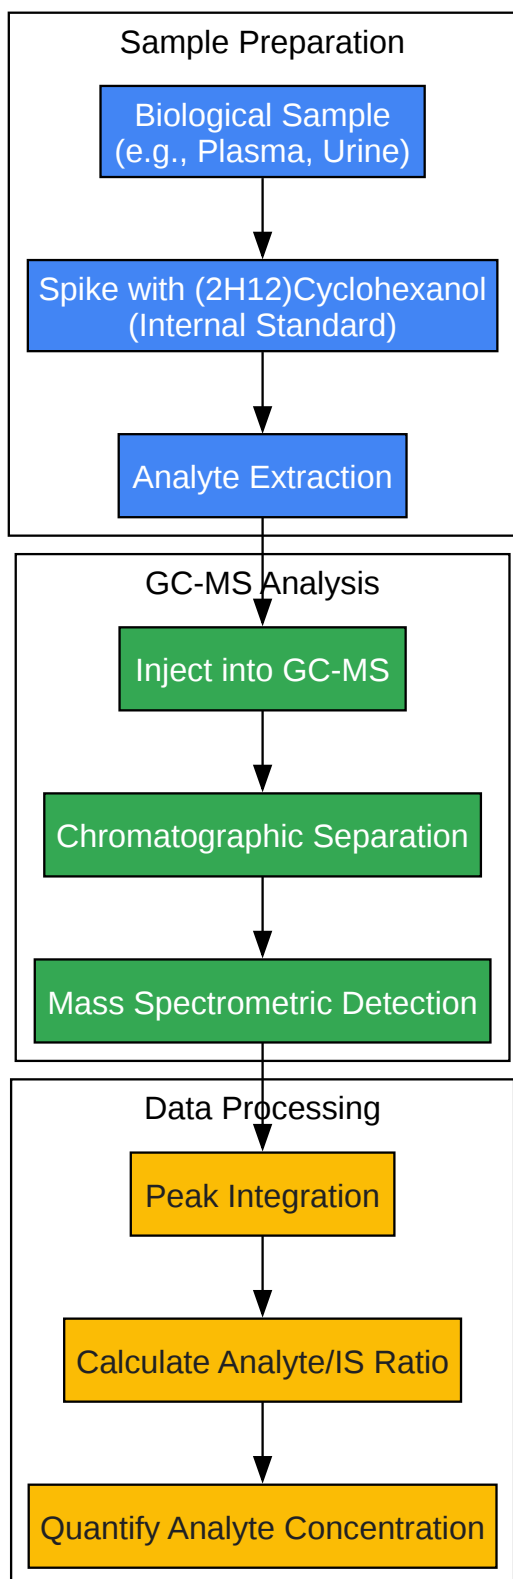 Sample Preparation
Biological Sample
(e.g., Plasma, Urine)
Spike with (2H12)Cyclohexanol
(Internal Standard)
Analyte Extraction
GC-MS Analysis
Inject into GC-MS
Chromatographic Separation
Mass Spectrometric Detection
Data Processing
Peak Integration
Calculate Analyte/IS Ratio
Quantify Analyte Concentration